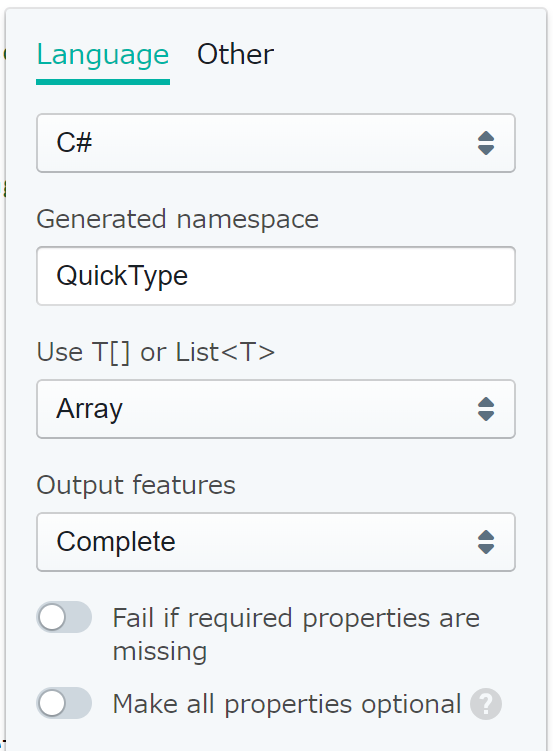 Language Other
C#
Generated namespace
QuickType
Use T[] or List<T>
Array
Output features
Complete
Fail if required properties are
missing
Make all properties optional ?